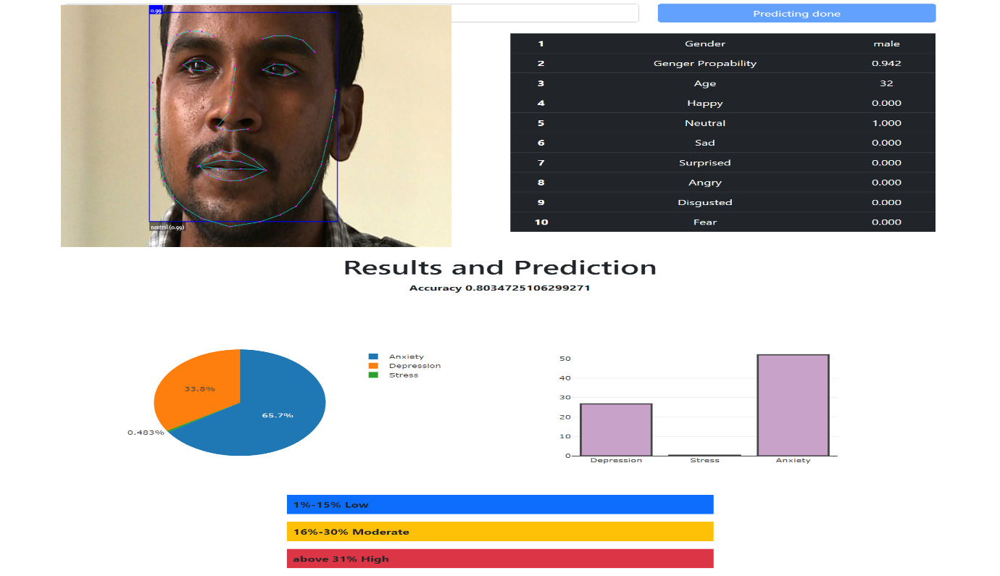 0.99
Predicting done
1 Gender male
2 Genger Propability 0.942
3 Age 32
4 Happy 0.000
5 Neutral 1.000
6 Sad 0.000
7 Surprised 0.000
8 Angry 0.000
9 Disgusted 0.000
10 Fear 0.000
neutral (0.99)
Results and Prediction
Accuracy 0.8034725106299271
Anxiety
Depression
Stress
33.8%
65.7%
0.483%
50
40
30
20
10
0
Depression Stress Anxiety
1%-15% Low
16%-30% Moderate
above 31% High